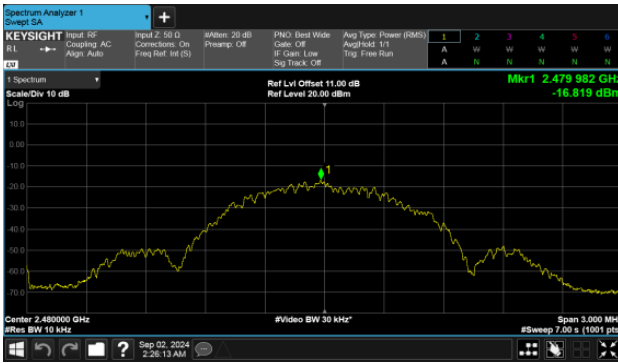 Spectrum Analyzer 1
Swept SA
+
KEYSIGHT Input: RF Input Z: 50 Ω #Atten: 20 dB PNO: Best Wide Avg Type: Power (RMS) 1 2 3 4 5 6
RL Coupling: AC Corrections: On Preamp: Off Gate: Off Avg|Hold: 1/1 A W W W W W
Align: Auto Freq Ref: Int (S) IF Gain: Low Trig: Free Run
LXI Sig Track: Off A N N N N N
1 Spectrum Ref Lvl Offset 11.00 dB Mkr1 2.479 982 GHz
Scale/Div 10 dB Ref Level 20.00 dBm -16.819 dBm
Log
10.0
0.00
-10.0
1
-20.0
-30.0
-40.0
-50.0
-60.0
-70.0
Center 2.480000 GHz #Video BW 30 kHz* Span 3.000 MH
#Res BW 10 kHz #Sweep 7.00 s (1001 pts
? Sep 02, 2024
2:26:13 AM